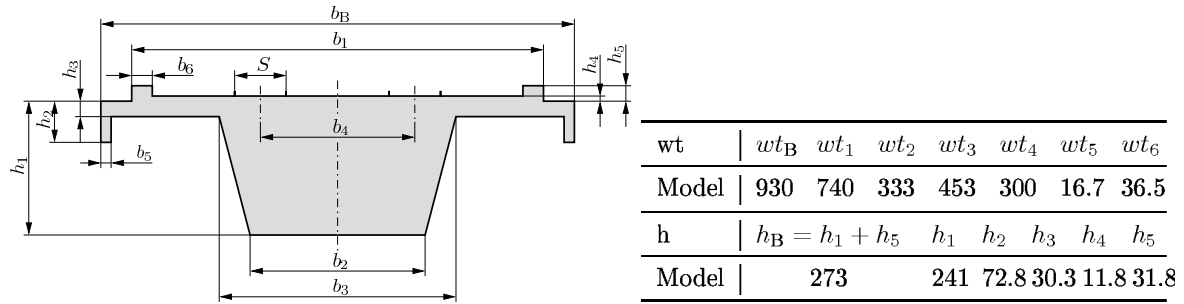 b_B
b_1
h_3
b_6
S
h_4
h_5
h_2
b_4
b_5
h_1
b_2
b_3
wt | wt_B wt_1 wt_2 wt_3 wt_4 wt_5 wt_6
Model | 930 740 333 453 300 16.7 36.5
h | h_B = h_1 + h_5 h_1 h_2 h_3 h_4 h_5
Model | 273 241 72.8 30.3 11.8 31.8